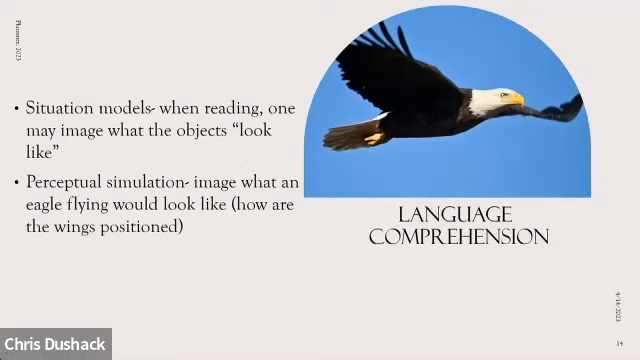 • Situation models- when reading, one
may image what the objects “look
like”
• Perceptual simulation- image what an
eagle flying would look like (how are
the wings positioned)
LANGUAGE
COMPREHENSION
14
Chris Dushack